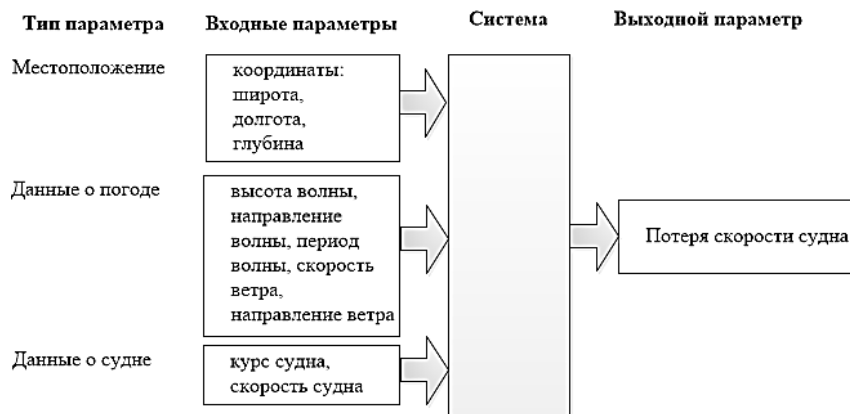 Тип параметра Входные параметры Система Выходной параметр
Местоположение
координаты:
широта,
долгота,
глубина
Данные о погоде
высота волны,
направление
волны, период
волны, скорость
ветра,
направление ветра
Потеря скорости судна
Данные о судне
курс судна,
скорость судна